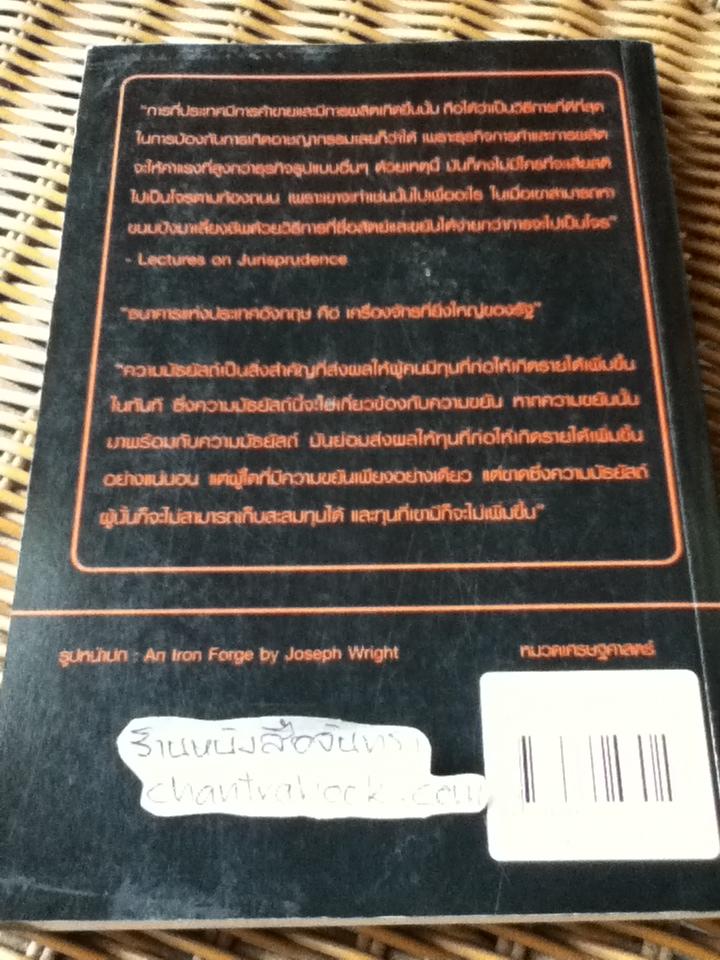 "การที่ประเทศมีการค้าขายและมีการผลิตเกิดขึ้นนั้น ถือได้ว่าเป็นวิธีการที่ดีที่สุด
ในการป้องกันการเกิดอาชญากรรมเลยก็ว่าได้ เพราะธุรกิจการค้าและการผลิต
จะให้ค่าแรงที่สูงกว่าธุรกิจรูปแบบอื่นๆ ด้วยเหตุนี้ มันก็คงไม่มีใครที่จะเสียสติ
ไปเป็นโจรตามท้องถนน เพราะเขาจะทำเช่นนั้นไปเพื่ออะไร ในเมื่อเขาสามารถหา
ขนมปังมาเลี้ยงชีพด้วยวิธีการที่ซื่อสัตย์และขยันได้ง่ายกว่าการจะไปเป็นโจร"
- Lectures on Jurisprudence
"ธนาคารแห่งประเทศอังกฤษ คือ เครื่องจักรที่ยิ่งใหญ่ของรัฐ"
"ความมัธยัสถ์เป็นสิ่งสำคัญที่ส่งผลให้ผู้คนมีทุนที่ก่อให้เกิดรายได้เพิ่มขึ้น
ในทันที ซึ่งความมัธยัสถ์นี้จะไม่เกี่ยวข้องกับความขยัน หากความขยันนั้น
มาพร้อมกับความมัธยัสถ์ มันย่อมส่งผลให้ทุนที่ก่อให้เกิดรายได้เพิ่มขึ้น
อย่างแน่นอน แต่ผู้ใดที่มีความขยันเพียงอย่างเดียว แต่ขาดซึ่งความมัธยัสถ์
ผู้นั้นก็จะไม่สามารถเก็บสะสมทุนได้ และทุนที่เขามีก็จะไม่เพิ่มขึ้น"
รูปหน้าปก : An Iron Forge by Joseph Wright
หมวดเศรษฐศาสตร์
ร้านหนังสือจันทรา
chantrabook.com